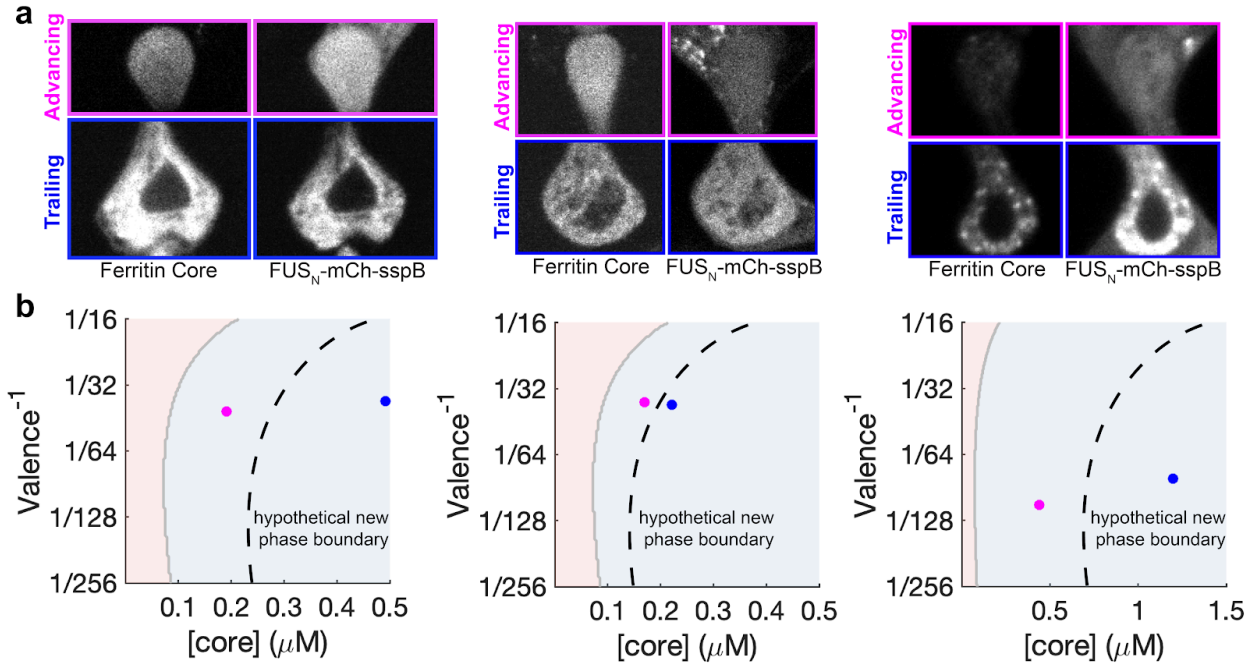 a
Advancing
Trailing
Ferritin Core
FUSN-mCh-sspB
Advancing
Trailing
Ferritin Core
FUSN-mCh-sspB
Advancing
Trailing
Ferritin Core
FUSN-mCh-sspB
b
Valence-1
1/16
1/32
1/64
1/128
1/256
hypothetical new
phase boundary
0.1 0.2 0.3 0.4 0.5
[core] (μM)
Valence-1
1/16
1/32
1/64
1/128
1/256
hypothetical new
phase boundary
0.1 0.2 0.3 0.4 0.5
[core] (μM)
Valence-1
1/16
1/32
1/64
1/128
1/256
hypothetical new
phase boundary
0.5 1 1.5
[core] (μM)